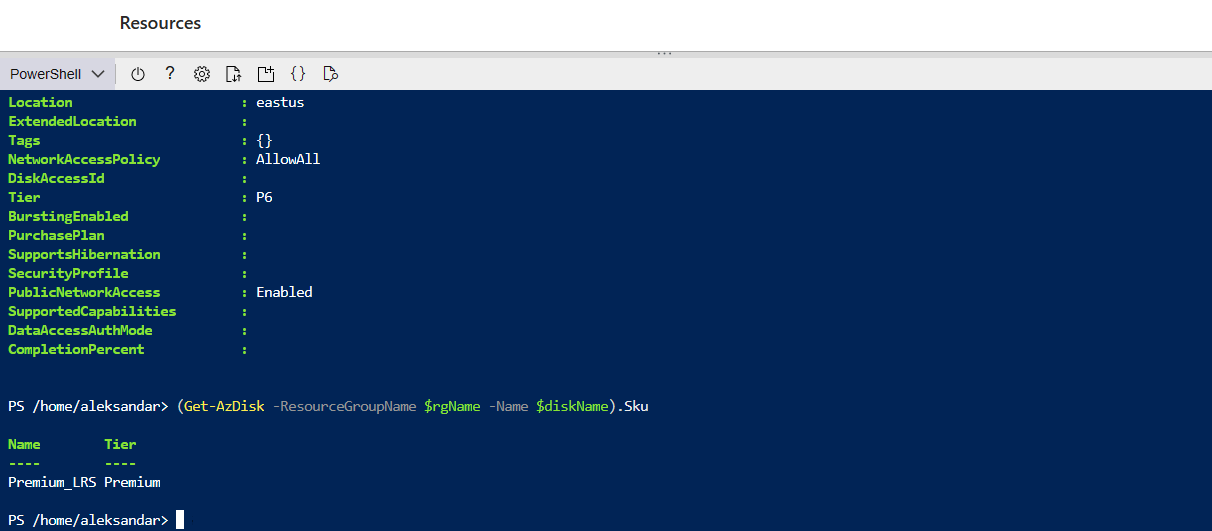 Resources
PowerShell
Location : eastus
ExtendedLocation :
Tags : {}
NetworkAccessPolicy : AllowAll
DiskAccessId :
Tier : P6
BurstingEnabled :
PurchasePlan :
SupportsHibernation :
SecurityProfile :
PublicNetworkAccess : Enabled
SupportedCapabilities :
DataAccessAuthMode :
CompletionPercent :
PS /home/aleksandar> (Get-AzDisk -ResourceGroupName $rgName -Name $diskName).Sku
Name Tier
---- ----
Premium_LRS Premium
PS /home/aleksandar>